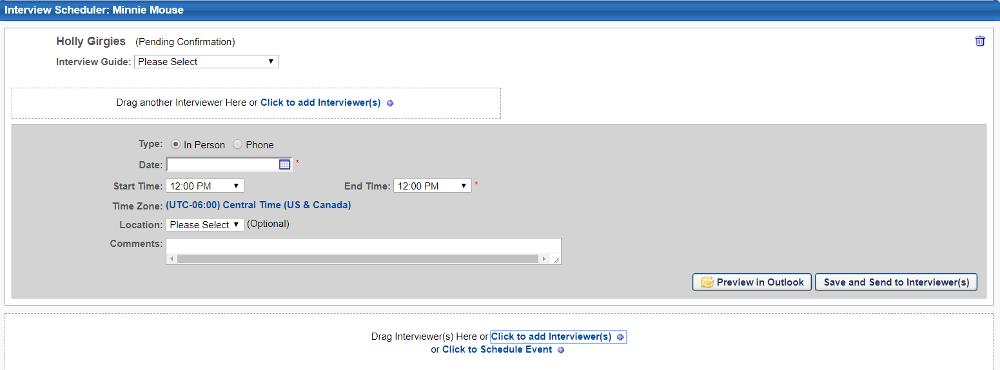 Interview Scheduler: Minnie Mouse
Holly Girgies (Pending Confirmation)
Interview Guide: Please Select
Drag another Interviewer Here or Click to add Interviewer(s)
Type: In Person Phone
Date: *
Start Time: 12:00 PM End Time: 12:00 PM *
Time Zone: (UTC-06:00) Central Time (US & Canada)
Location: Please Select (Optional)
Comments:
Preview in Outlook Save and Send to Interviewer(s)
Drag Interviewer(s) Here or Click to add Interviewer(s)
or Click to Schedule Event